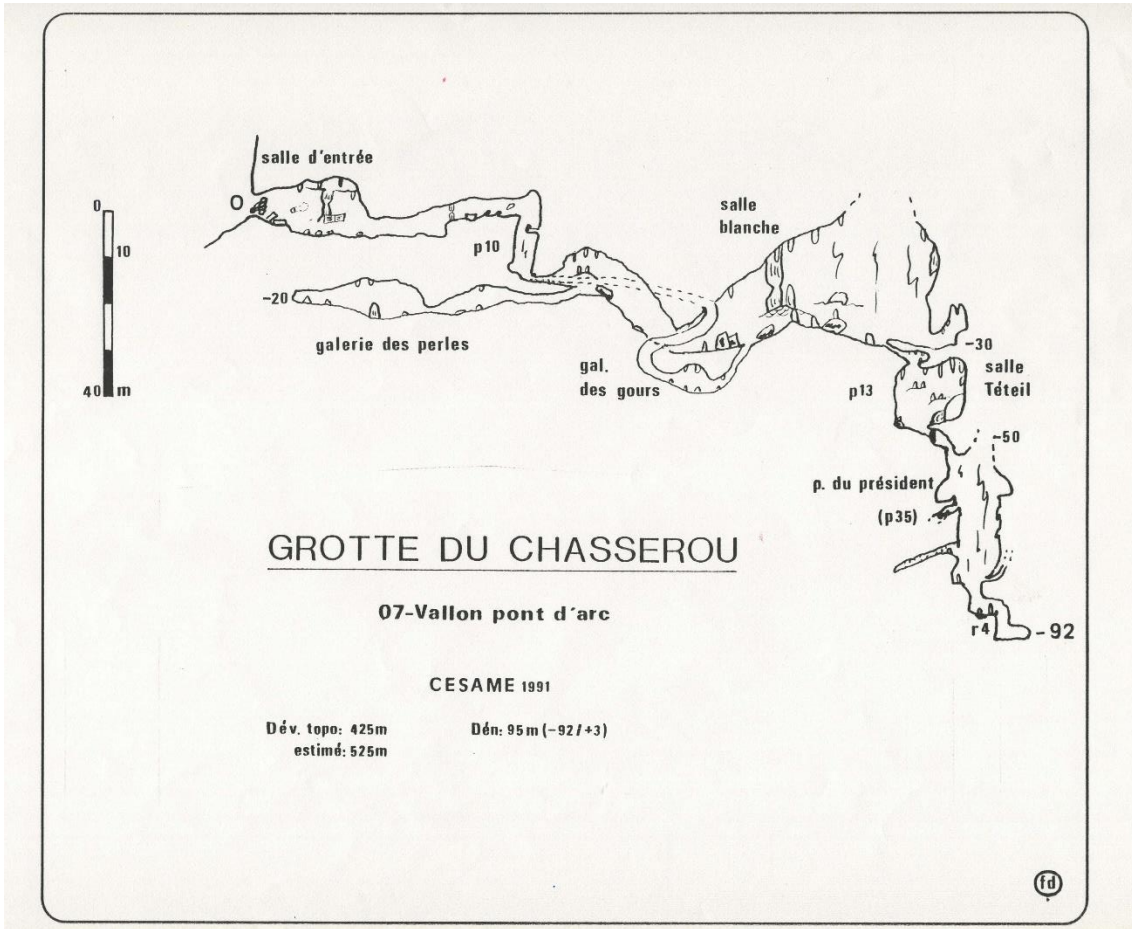 salle d'entrée
0
0
10
40 m
p10
-20
galerie des perles
salle
blanche
gal.
des gours
-30
salle
Téteil
p13
-50
p. du président
(p35)
r4
-92
GROTTE DU CHASSEROU
07-Vallon pont d'arc
CESAME 1991
Dév. topo: 425m
estimé: 525m
Dén: 95m (-92/+3)
fd